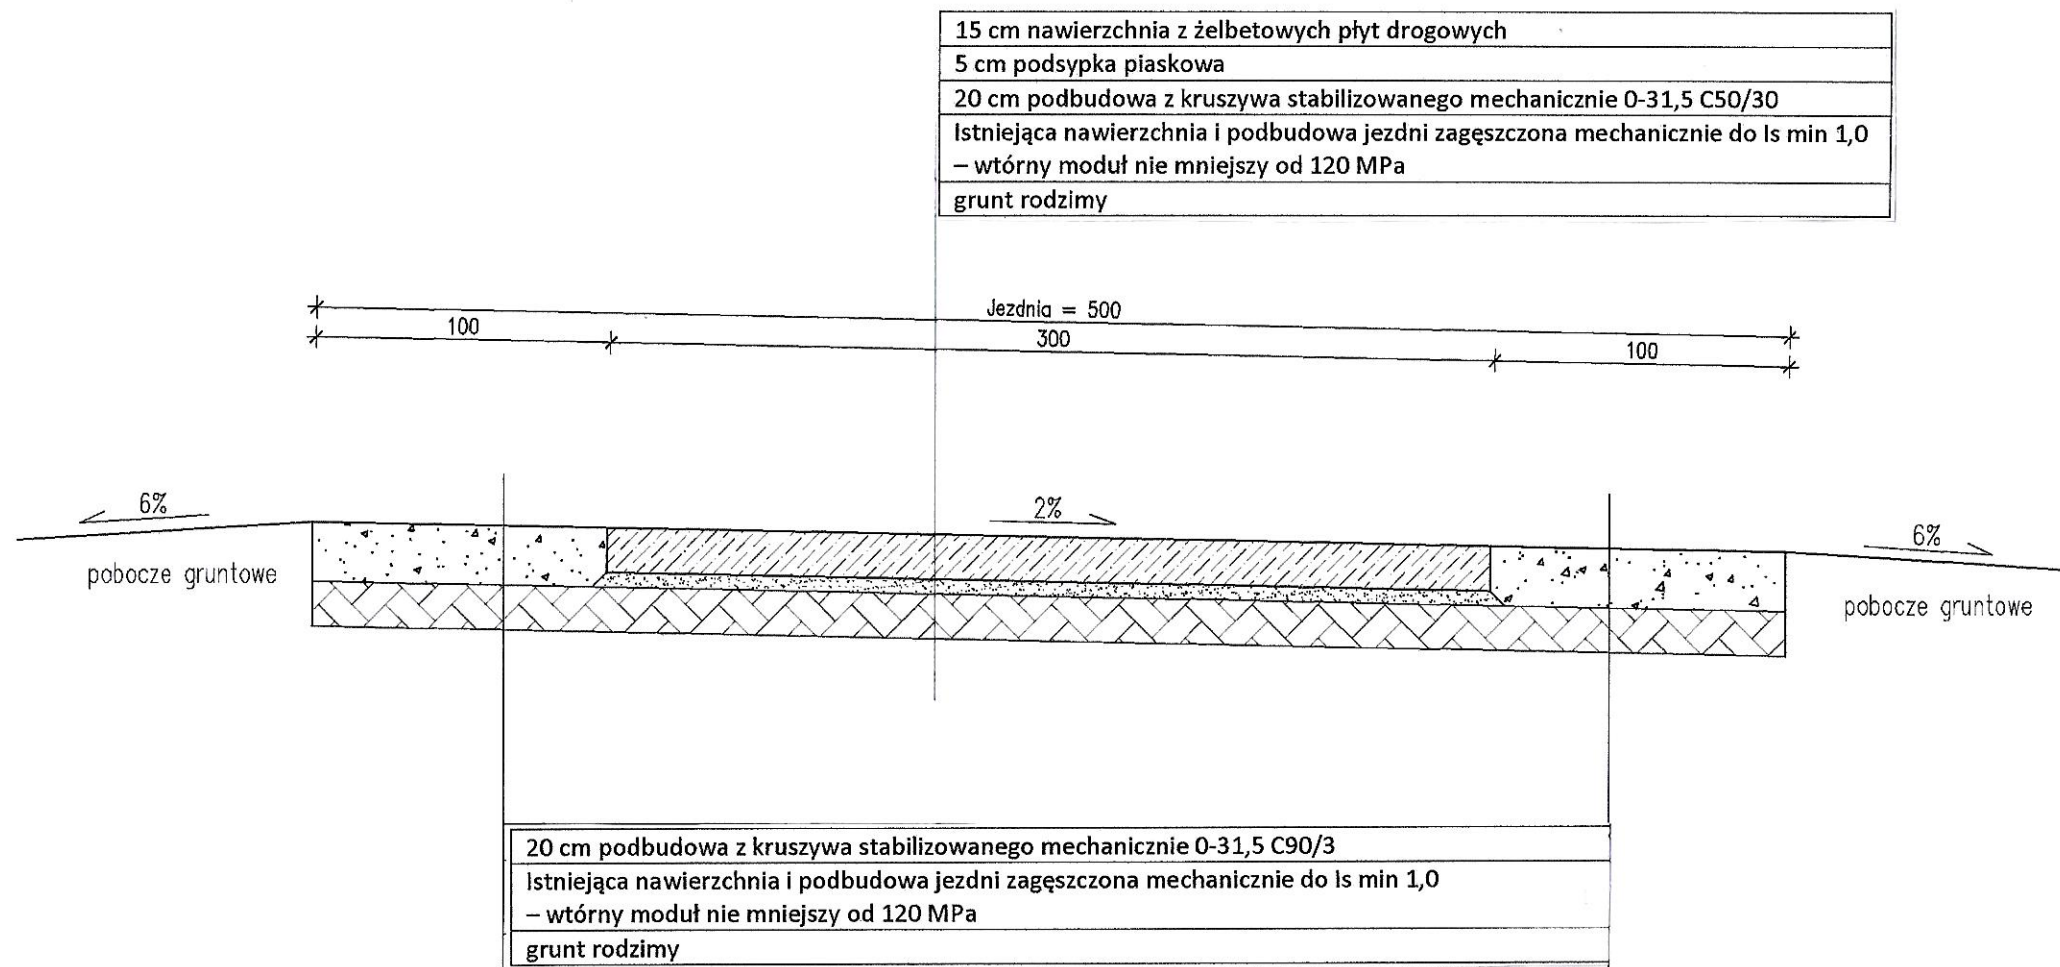 15 cm nawierzchnia z żelbetowych płyt drogowych
5 cm podsypka piaskowa
20 cm podbudowa z kruszywa stabilizowanego mechanicznie 0-31,5 C50/30
Istniejąca nawierzchnia i podbudowa jezdni zagęszczona mechanicznie do Is min 1,0
– wtórny moduł nie mniejszy od 120 MPa
grunt rodzimy
Jezdnia = 500
100
300
100
6%
2%
6%
pobocze gruntowe
pobocze gruntowe
20 cm podbudowa z kruszywa stabilizowanego mechanicznie 0-31,5 C90/3
Istniejąca nawierzchnia i podbudowa jezdni zagęszczona mechanicznie do Is min 1,0
– wtórny moduł nie mniejszy od 120 MPa
grunt rodzimy